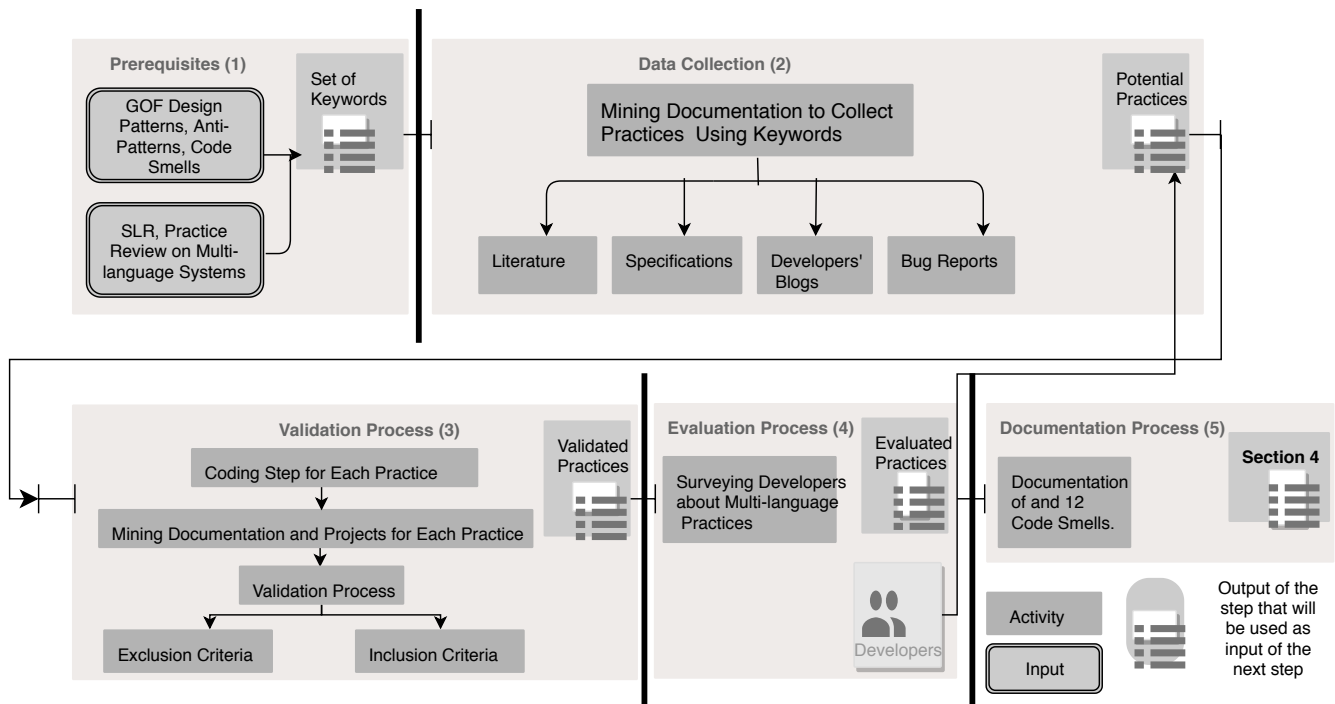 Prerequisites (1)
GOF Design
Patterns, Anti-
Patterns, Code
Smells
SLR, Practice
Review on Multi-
language Systems
Set of
Keywords
Data Collection (2)
Mining Documentation to Collect
Practices Using Keywords
Literature
Specifications
Developers'
Blogs
Bug Reports
Potential
Practices
Validation Process (3)
Coding Step for Each Practice
Mining Documentation and Projects for Each Practice
Validation Process
Exclusion Criteria
Inclusion Criteria
Validated
Practices
Evaluation Process (4)
Surveying Developers
about Multi-language
Practices
Evaluated
Practices
Developers
Documentation Process (5)
Documentation
of and 12
Code Smells.
Section 4
Activity
Input
Output of the
step that will
be used as
input of the
next step